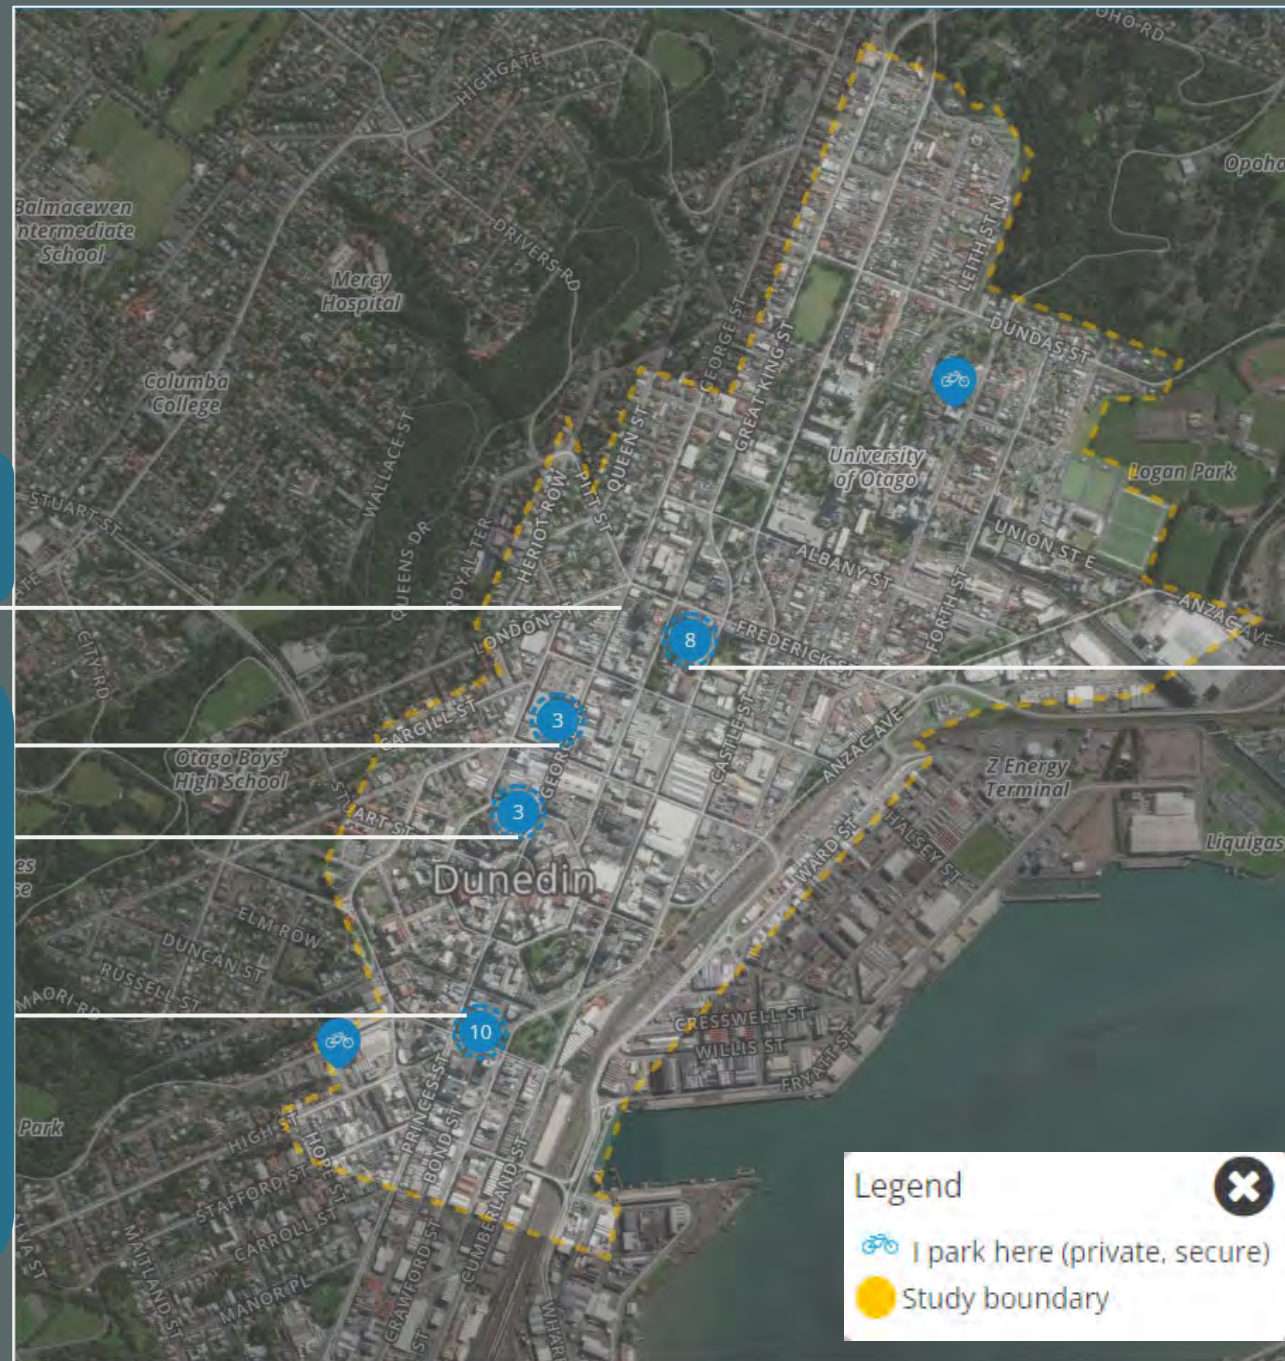 UHO-RD
HIGHGATE
Opoho
Balmacewen
Intermediate
School
LEITH ST N
DRIVERS RD
Mercy
Hospital
DUNDAS ST
GEORGE ST
GREAT KING ST
Columba
College
QUEEN ST
WALLACE ST
University
of Otago
Logan Park
PITT ST
HERIOT ROW
STUART ST
UNION ST E
ROYAL TER
QUEENS DR
ALBANY ST
FORTH ST
ANZAC AVE
LONDON ST
8
FREDERICK S
CITY RD
CARGILL ST
3
CASTLE ST
ANZAC AVE
Otago Boys'
High School
GEORG
Z Energy
Terminal
STUART ST
3
WARD ST
HALSEY ST
Liquigas
Dunedin
ELM ROW
DUNCAN ST
RUSSELL ST
MAORI RD
CRESSWELL ST
10
WILLIS ST
FRYATT ST
PRINCES ST
Park
HIGH ST
HOPE ST
BOND ST
CUMBERLAND ST
STAFFORD ST
Legend
CARROLL ST
MAITLAND ST
I park here (private, secure)
MANOR PL
CRAWFORD ST
Study boundary
ST
WHAR